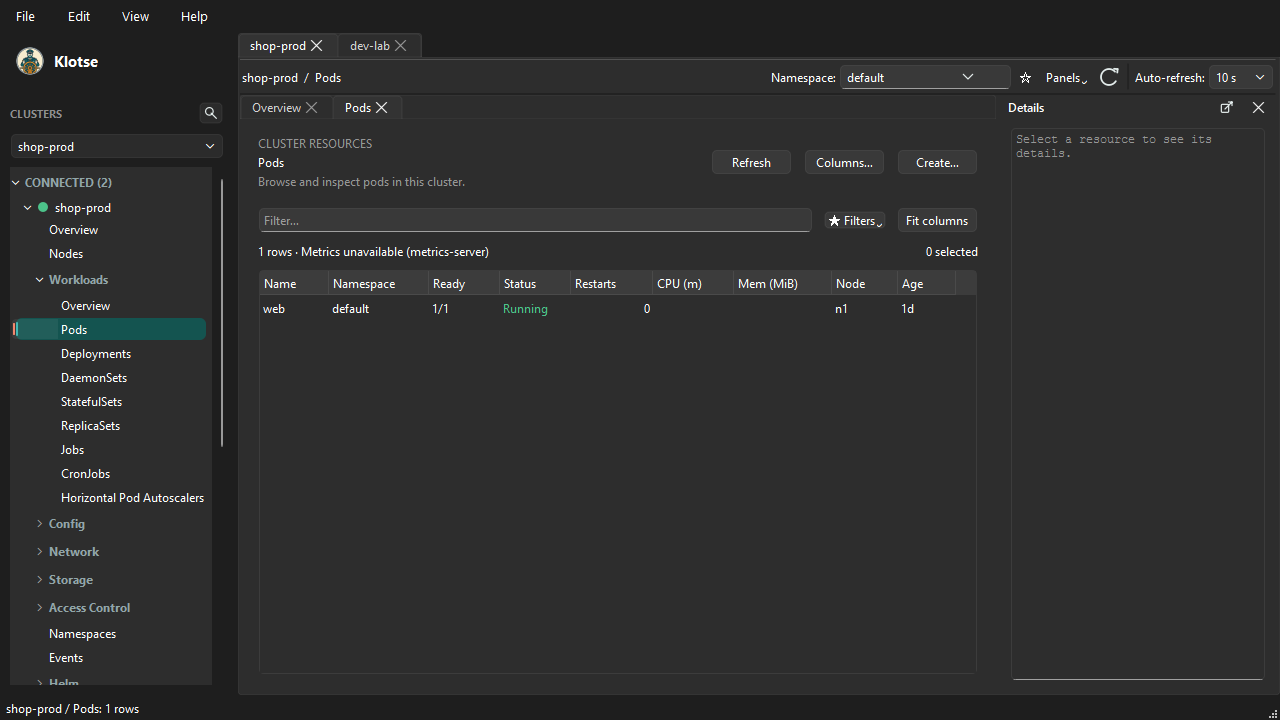 File Edit View Help
Klotse
CLUSTERS
shop-prod
CONNECTED (2)
shop-prod
Overview
Nodes
Workloads
Overview
Pods
Deployments
DaemonSets
StatefulSets
ReplicaSets
Jobs
CronJobs
Horizontal Pod Autoscalers
Config
Network
Storage
Access Control
Namespaces
Events
Helm
shop-prod dev-lab
shop-prod / Pods Namespace: default Panels Auto-refresh: 10 s
Overview Pods
CLUSTER RESOURCES
Pods
Browse and inspect pods in this cluster.
Refresh Columns... Create...
Filter... Filters Fit columns
1 rows · Metrics unavailable (metrics-server) 0 selected
Name Namespace Ready Status Restarts CPU (m) Mem (MiB) Node Age
web default 1/1 Running 0 n1 1d
Details
Select a resource to see its
details.
shop-prod / Pods: 1 rows